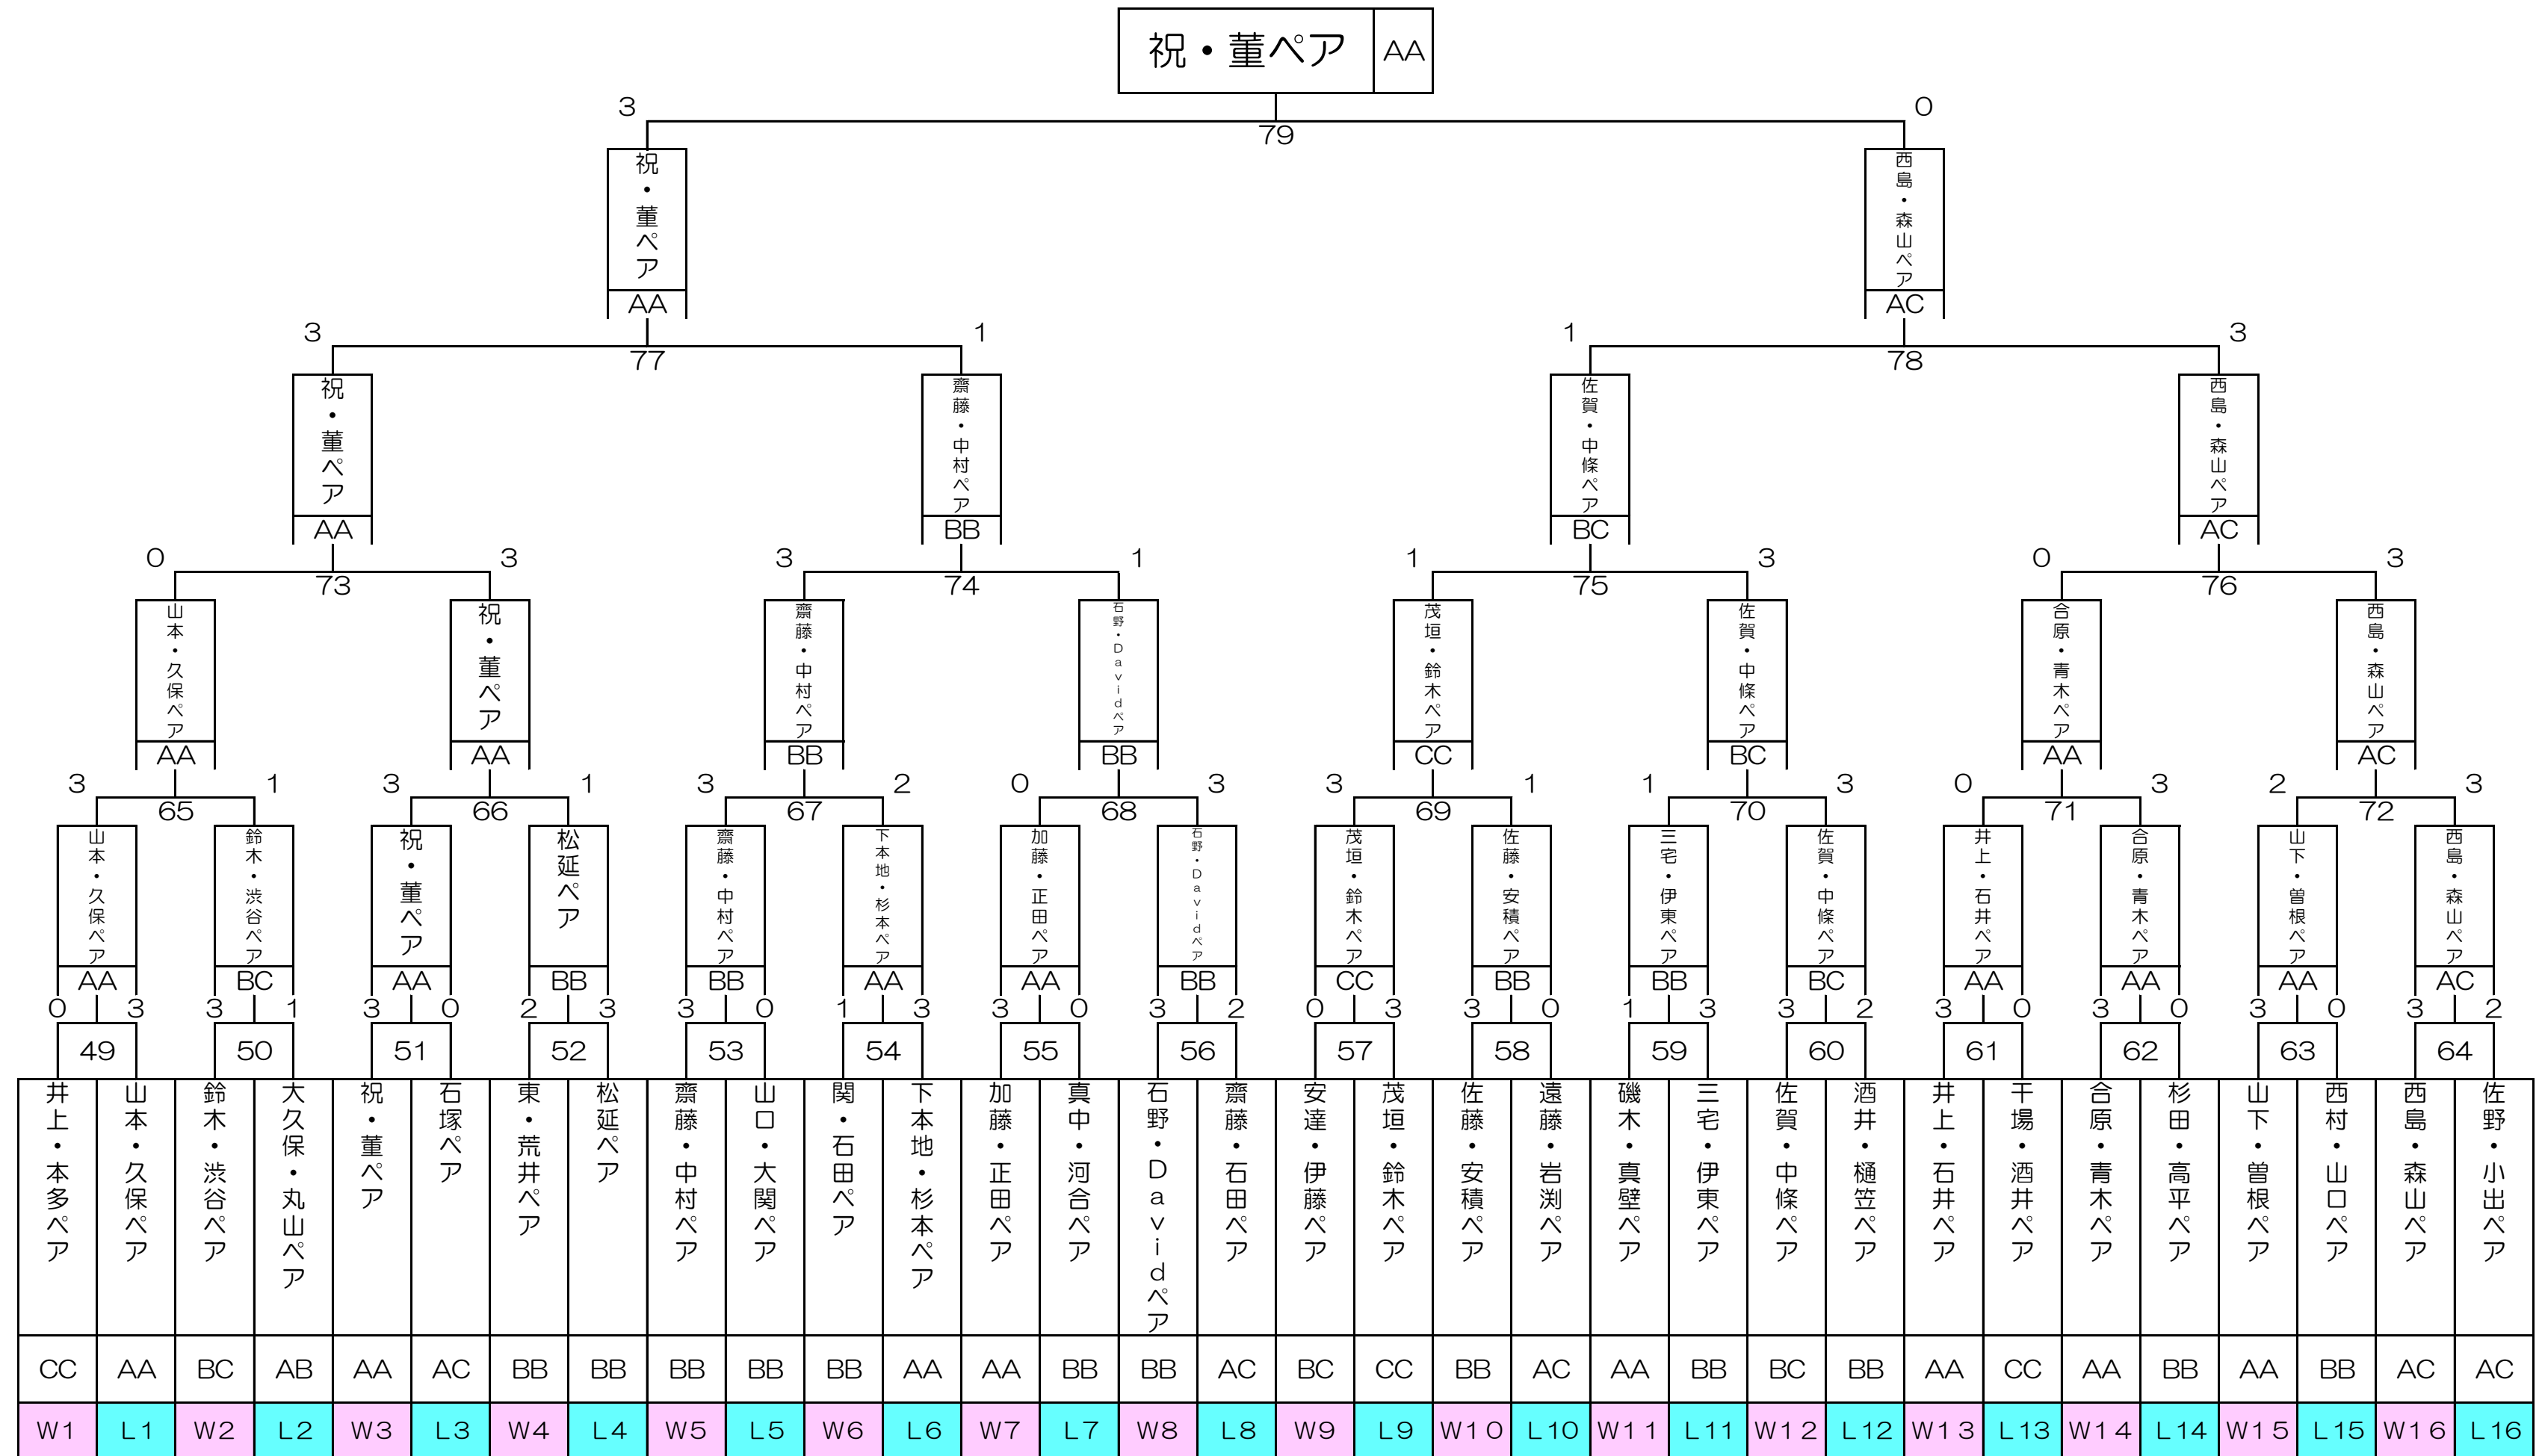 祝・董ペア AA
3 0
79
祝・董ペア 西島・森山ペア
AA AC
3 1 1 3
77 78
祝・董ペア 齋藤・中村ペア 佐賀・中條ペア 西島・森山ペア
AA BB BC AC
0 3 3 1 1 3 0 3
73 74 75 76
山本・久保ペア 祝・董ペア 齋藤・中村ペア 石野・Davidペア 茂垣・鈴木ペア 佐賀・中條ペア 合原・青木ペア 西島・森山ペア
AA AA BB BB CC BC AA AC
3 1 3 1 3 2 0 3 3 1 1 3 0 3 2 3
65 66 67 68 69 70 71 72
山本・久保ペア 鈴木・渋谷ペア 祝・董ペア 松延ペア 齋藤・中村ペア 下本地・杉本ペア 加藤・正田ペア 石野・Davidペア 茂垣・鈴木ペア 佐藤・安積ペア 三宅・伊東ペア 佐賀・中條ペア 井上・石井ペア 合原・青木ペア 山下・曽根ペア 西島・森山ペア
AA BC AA BB BB AA AA BB CC BB BB BC AA AA AA AC
0 3 3 1 3 0 2 3 3 0 1 3 3 0 3 2 0 3 3 0 1 3 3 2 3 0 3 0 3 0 3 2
49 50 51 52 53 54 55 56 57 58 59 60 61 62 63 64
井上・本多ペア 山本・久保ペア 鈴木・渋谷ペア 大久保・丸山ペア 祝・董ペア 石塚ペア 東・荒井ペア 松延ペア 齋藤・中村ペア 山口・大関ペア 関・石田ペア 下本地・杉本ペア 加藤・正田ペア 真中・河合ペア 石野・Davidペア 齋藤・石田ペア 安達・伊藤ペア 茂垣・鈴木ペア 佐藤・安積ペア 遠藤・岩渕ペア 磯木・真壁ペア 三宅・伊東ペア 佐賀・中條ペア 酒井・樋笠ペア 井上・石井ペア 干場・酒井ペア 合原・青木ペア 杉田・高平ペア 山下・曽根ペア 西村・山口ペア 西島・森山ペア 佐野・小出ペア
CC AA BC AB AA AC BB BB BB BB BB AA AA BB BB AC BC CC BB AC AA BB BC BB AA CC AA BB AA BB AC AC
W1 L1 W2 L2 W3 L3 W4 L4 W5 L5 W6 L6 W7 L7 W8 L8 W9 L9 W10 L10 W11 L11 W12 L12 W13 L13 W14 L14 W15 L15 W16 L16